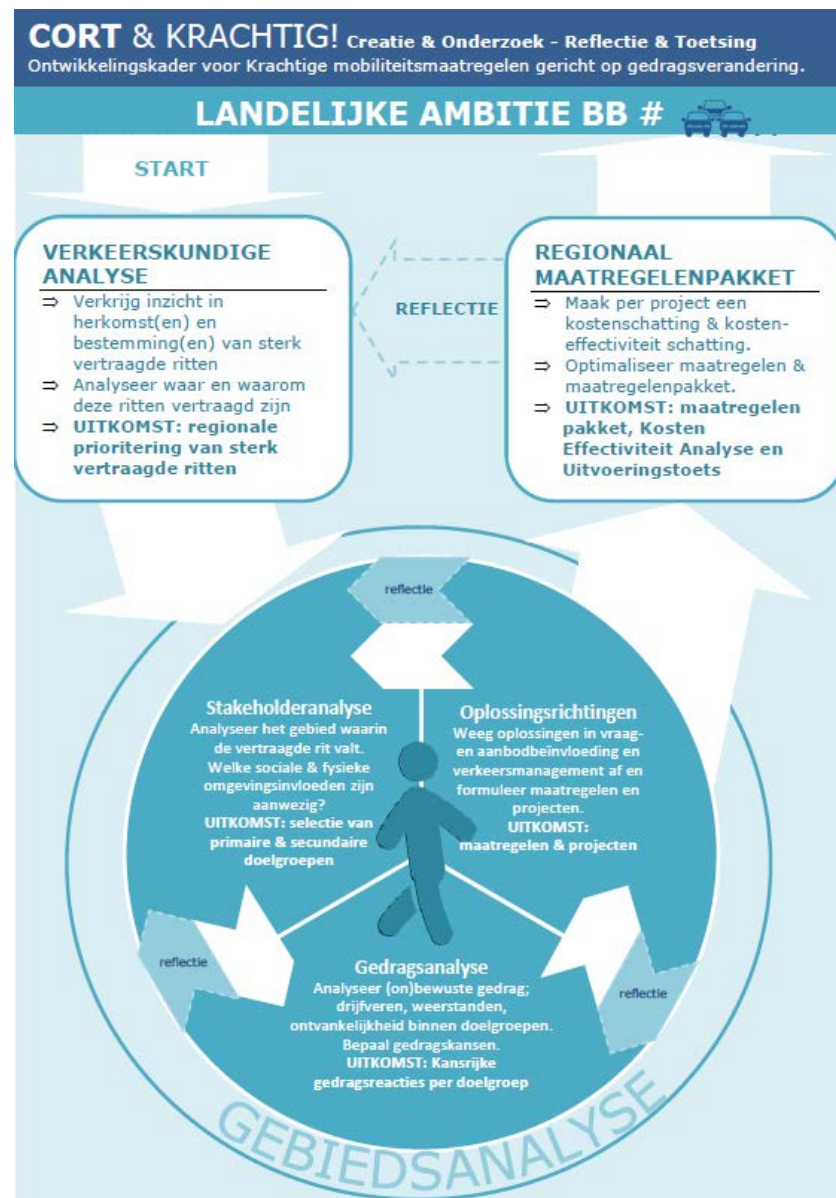 CORT & KRACHTIG! Creatie & Onderzoek - Reflectie & Toetsing
Ontwikkelingskader voor Krachtige mobiliteitsmaatregelen gericht op gedragsverandering.
LANDELIJKE AMBITIE BB #
START
VERKEERSKUNDIGE
ANALYSE
⇒ Verkrijg inzicht in
herkomst(en) en
bestemming(en) van sterk
vertraagde ritten
⇒ Analyseer waar en waarom
deze ritten vertraagd zijn
⇒ UITKOMST: regionale
prioritering van sterk
vertraagde ritten
REFLECTIE
REGIONAAL
MAATREGELENPAKKET
⇒ Maak per project een
kostenschatting & kosten-
effectiviteit schatting.
⇒ Optimaliseer maatregelen &
maatregelenpakket.
⇒ UITKOMST: maatregelen
pakket, Kosten
Effectiviteit Analyse en
Uitvoeringstoets
reflectie
Stakeholderanalyse
Analyseer het gebied waarin
de vertraagde rit valt.
Welke sociale & fysieke
omgevingsinvloeden zijn
aanwezig?
UITKOMST: selectie van
primaire & secundaire
doelgroepen
Oplossingsrichtingen
Weeg oplossingen in vraag-
en aanbodbeïnvloeding en
verkeersmanagement af en
formuleer maatregelen en
projecten.
UITKOMST:
maatregelen & projecten
reflectie
Gedragsanalyse
Analyseer (on)bewuste gedrag;
drijfveren, weerstanden,
ontvankelijkheid binnen doelgroepen.
Bepaal gedragskansen.
UITKOMST: Kansrijke
gedragsreacties per doelgroep
reflectie
GEBIEDSANALYSE